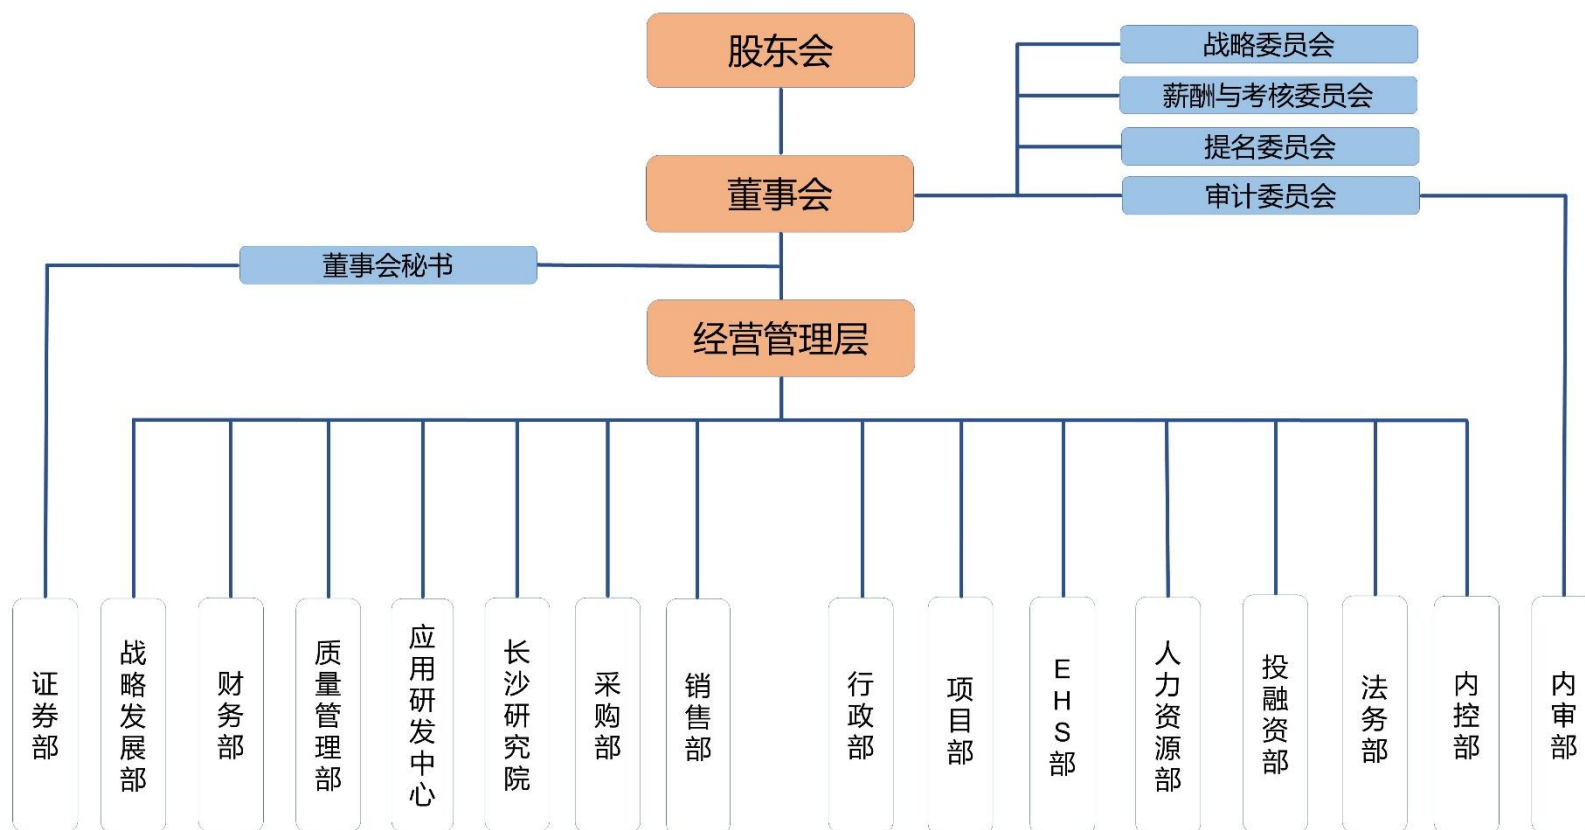 股东会
战略委员会
薪酬与考核委员会
提名委员会
董事会
审计委员会
董事会秘书
经营管理层
证券部
战略发展部
财务部
质量管理部
应用研发中心
长沙研究院
采购部
销售部
行政部
项目部
EHS部
人力资源部
投融资部
法务部
内控部
内审部